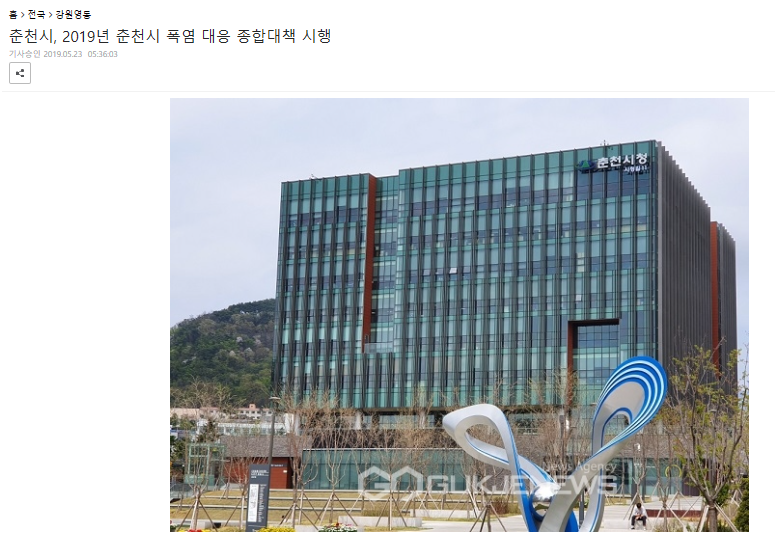 홈 > 전국 > 강원영동
춘천시, 2019년 춘천시 폭염 대응 종합대책 시행
기사승인 2019.05.23 05:36:03
춘천시청
News Agency
GUKJENEWS